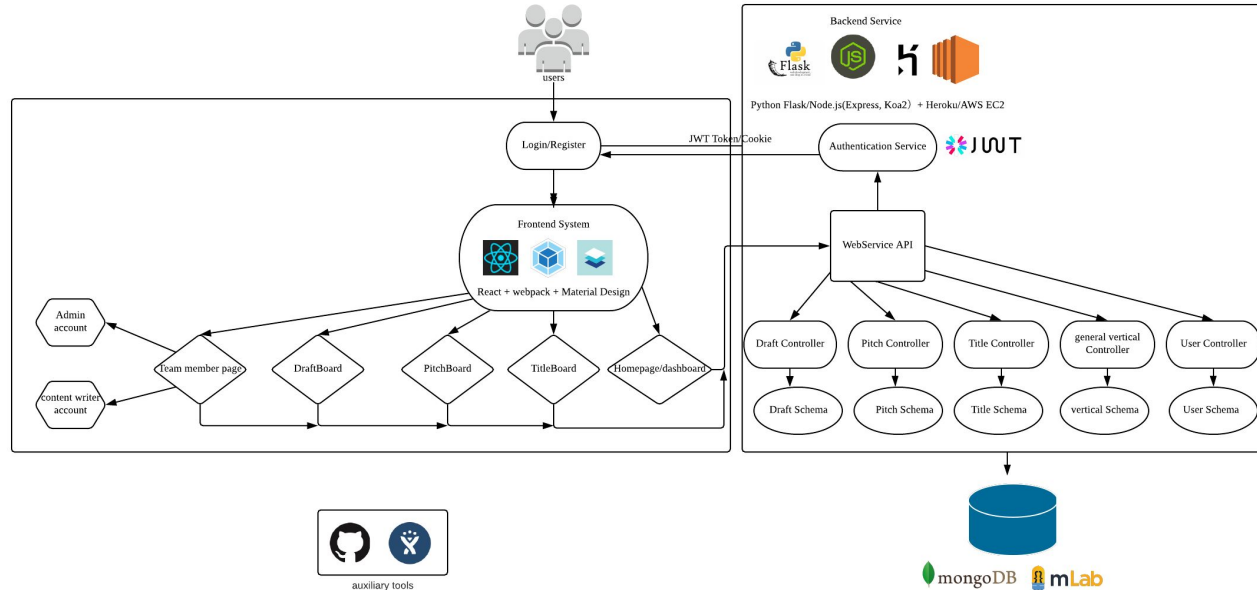 users
Login/Register
Frontend System
React + webpack + Material Design
Admin
account
content writer
account
Team member page
DraftBoard
PitchBoard
TitleBoard
Homepage/dashboard
auxiliary tools
JWT Token/Cookie
Backend Service
Flask
JS
Python Flask/Node.js(Express, Koa2）+ Heroku/AWS EC2
Authentication Service
JWT
WebService API
Draft Controller
Pitch Controller
Title Controller
general vertical
Controller
User Controller
Draft Schema
Pitch Schema
Title Schema
vertical Schema
User Schema
mongoDB
mLab